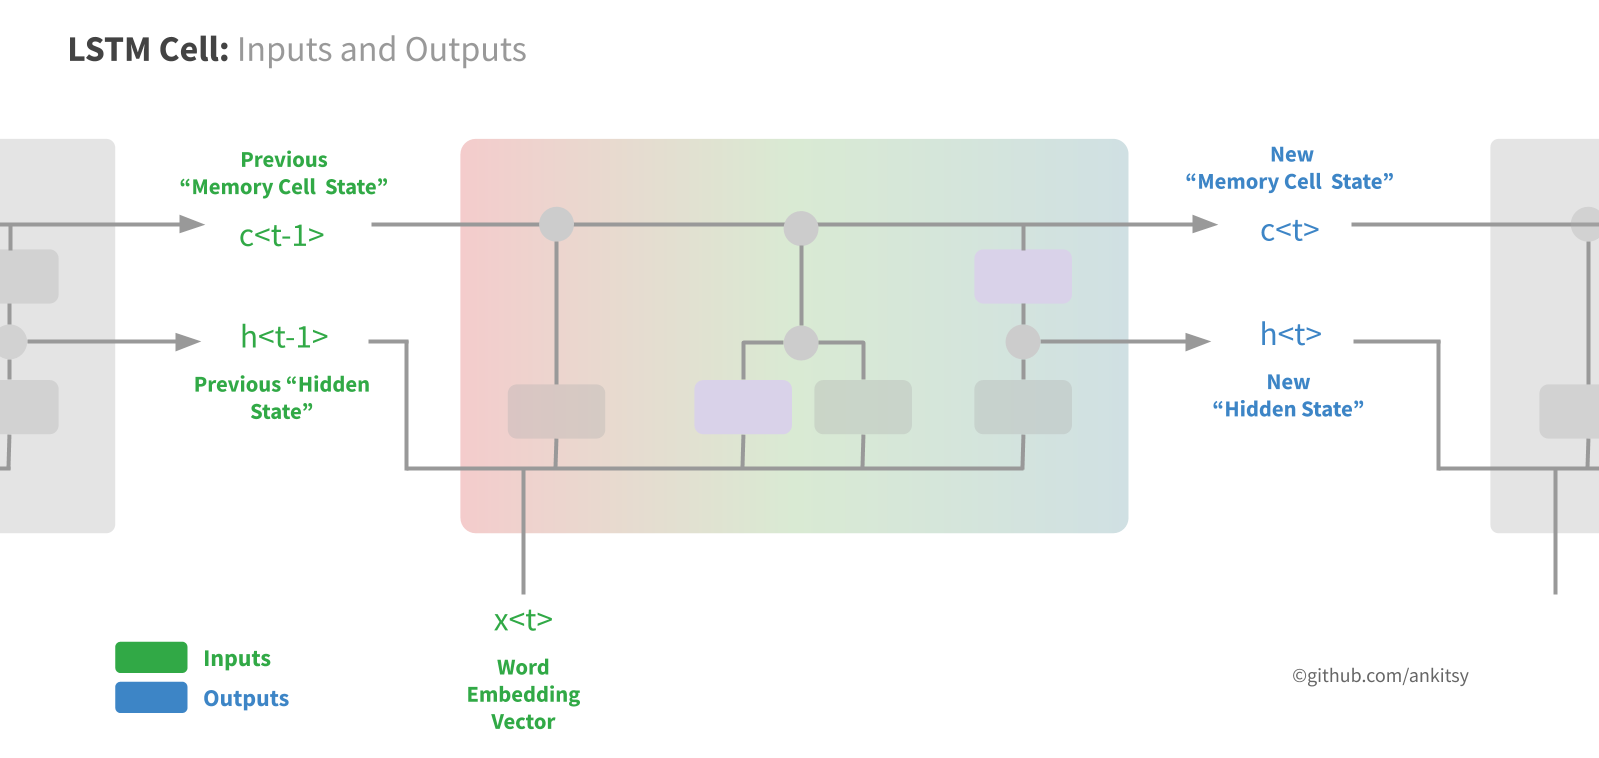 LSTM Cell: Inputs and Outputs
Previous
“Memory Cell State”
c<t-1>
h<t-1>
Previous “Hidden
State”
New
“Memory Cell State”
c<t>
h<t>
New
“Hidden State”
x<t>
Word
Embedding
Vector
Inputs
Outputs
©github.com/ankitsy